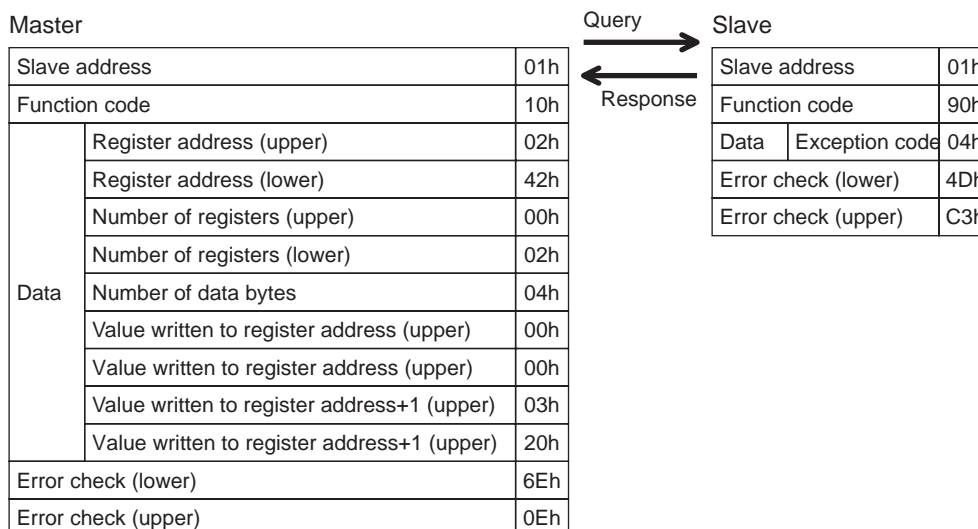 Master
Query
Slave
Response
Slave address 01h
Function code 10h
Data
Register address (upper) 02h
Register address (lower) 42h
Number of registers (upper) 00h
Number of registers (lower) 02h
Number of data bytes 04h
Value written to register address (upper) 00h
Value written to register address (upper) 00h
Value written to register address+1 (upper) 03h
Value written to register address+1 (upper) 20h
Error check (lower) 6Eh
Error check (upper) 0Eh
Slave address 01h
Function code 90h
Data Exception code 04h
Error check (lower) 4Dh
Error check (upper) C3h